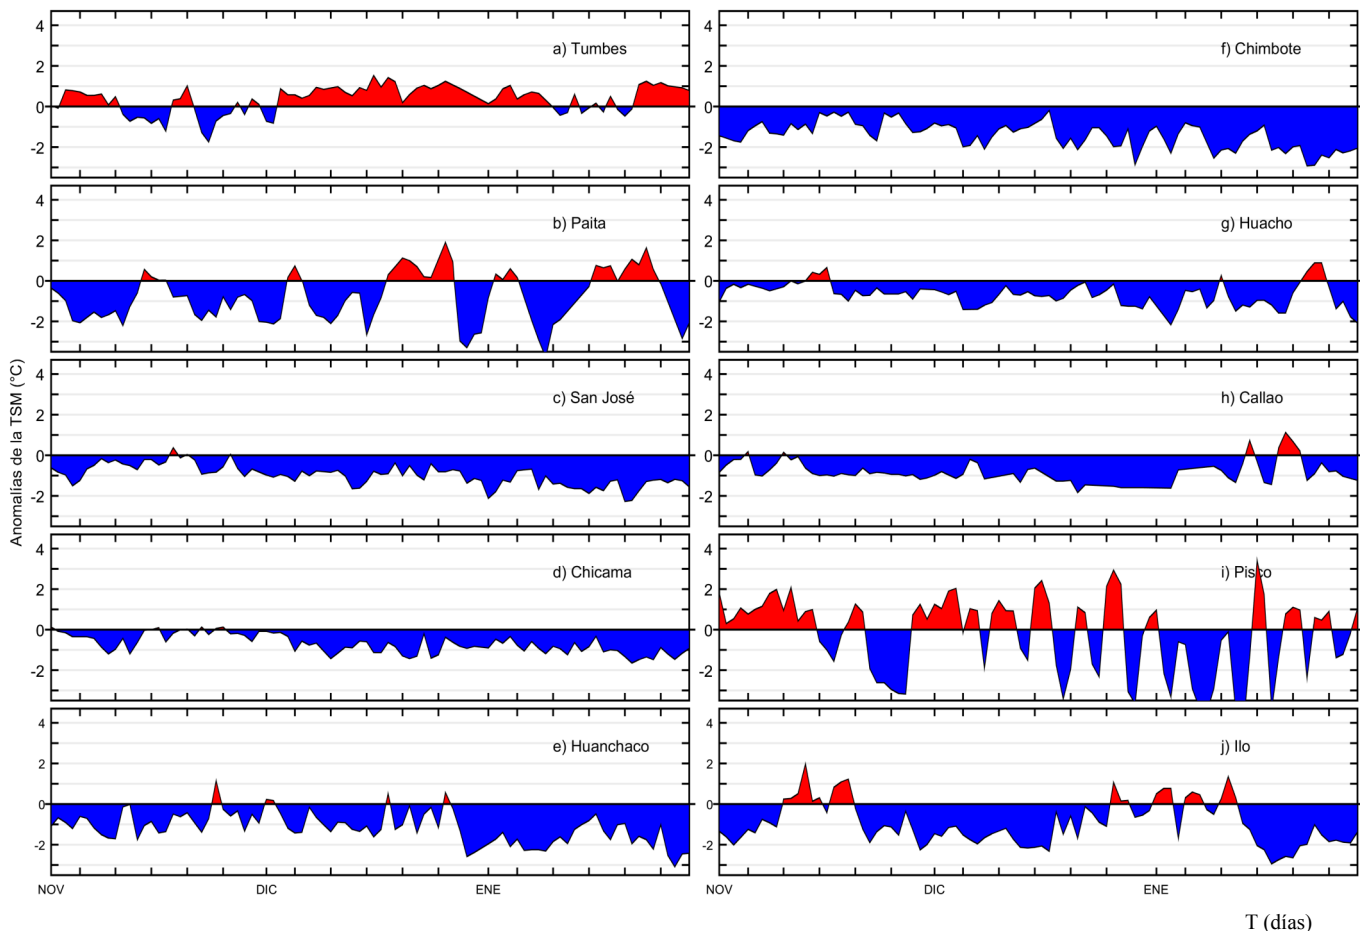 Anomalías de la TSM (°C)
a) Tumbes
4
2
0
-2
b) Paita
4
2
0
-2
c) San José
4
2
0
-2
d) Chicama
4
2
0
-2
e) Huanchaco
4
2
0
-2
NOV DIC ENE
f) Chimbote
4
2
0
-2
g) Huacho
4
2
0
-2
h) Callao
4
2
0
-2
i) Pisco
4
2
0
-2
j) Ilo
4
2
0
-2
NOV DIC ENE
T (días)